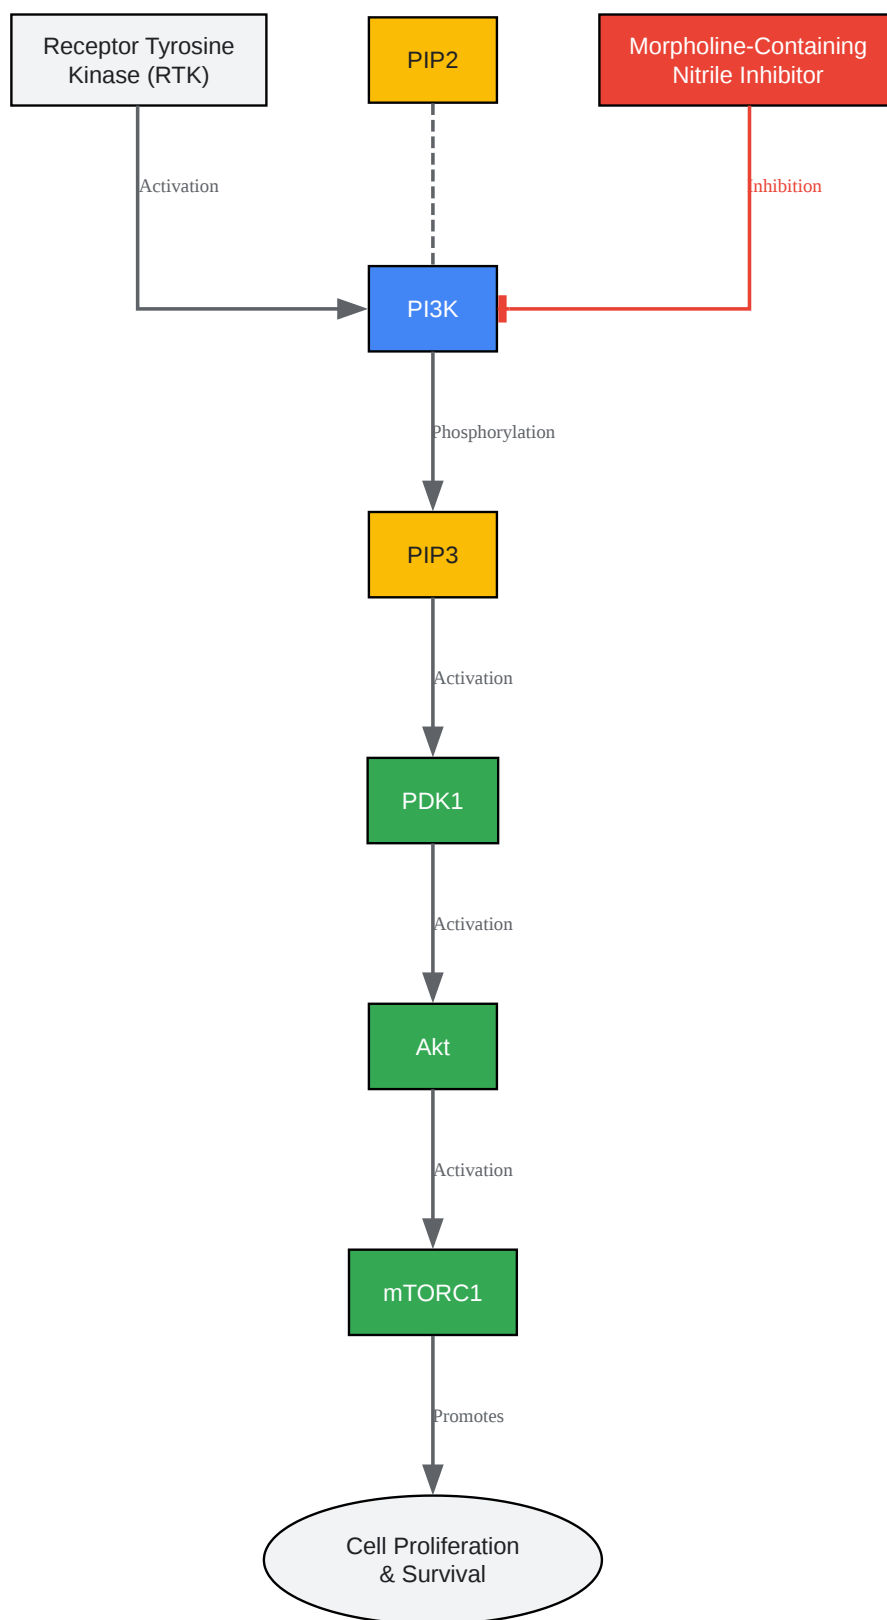 Receptor Tyrosine
Kinase (RTK)
PIP2
Morpholine-Containing
Nitrile Inhibitor
Activation
Inhibition
PI3K
Phosphorylation
PIP3
Activation
PDK1
Activation
Akt
Activation
mTORC1
Promotes
Cell Proliferation
& Survival